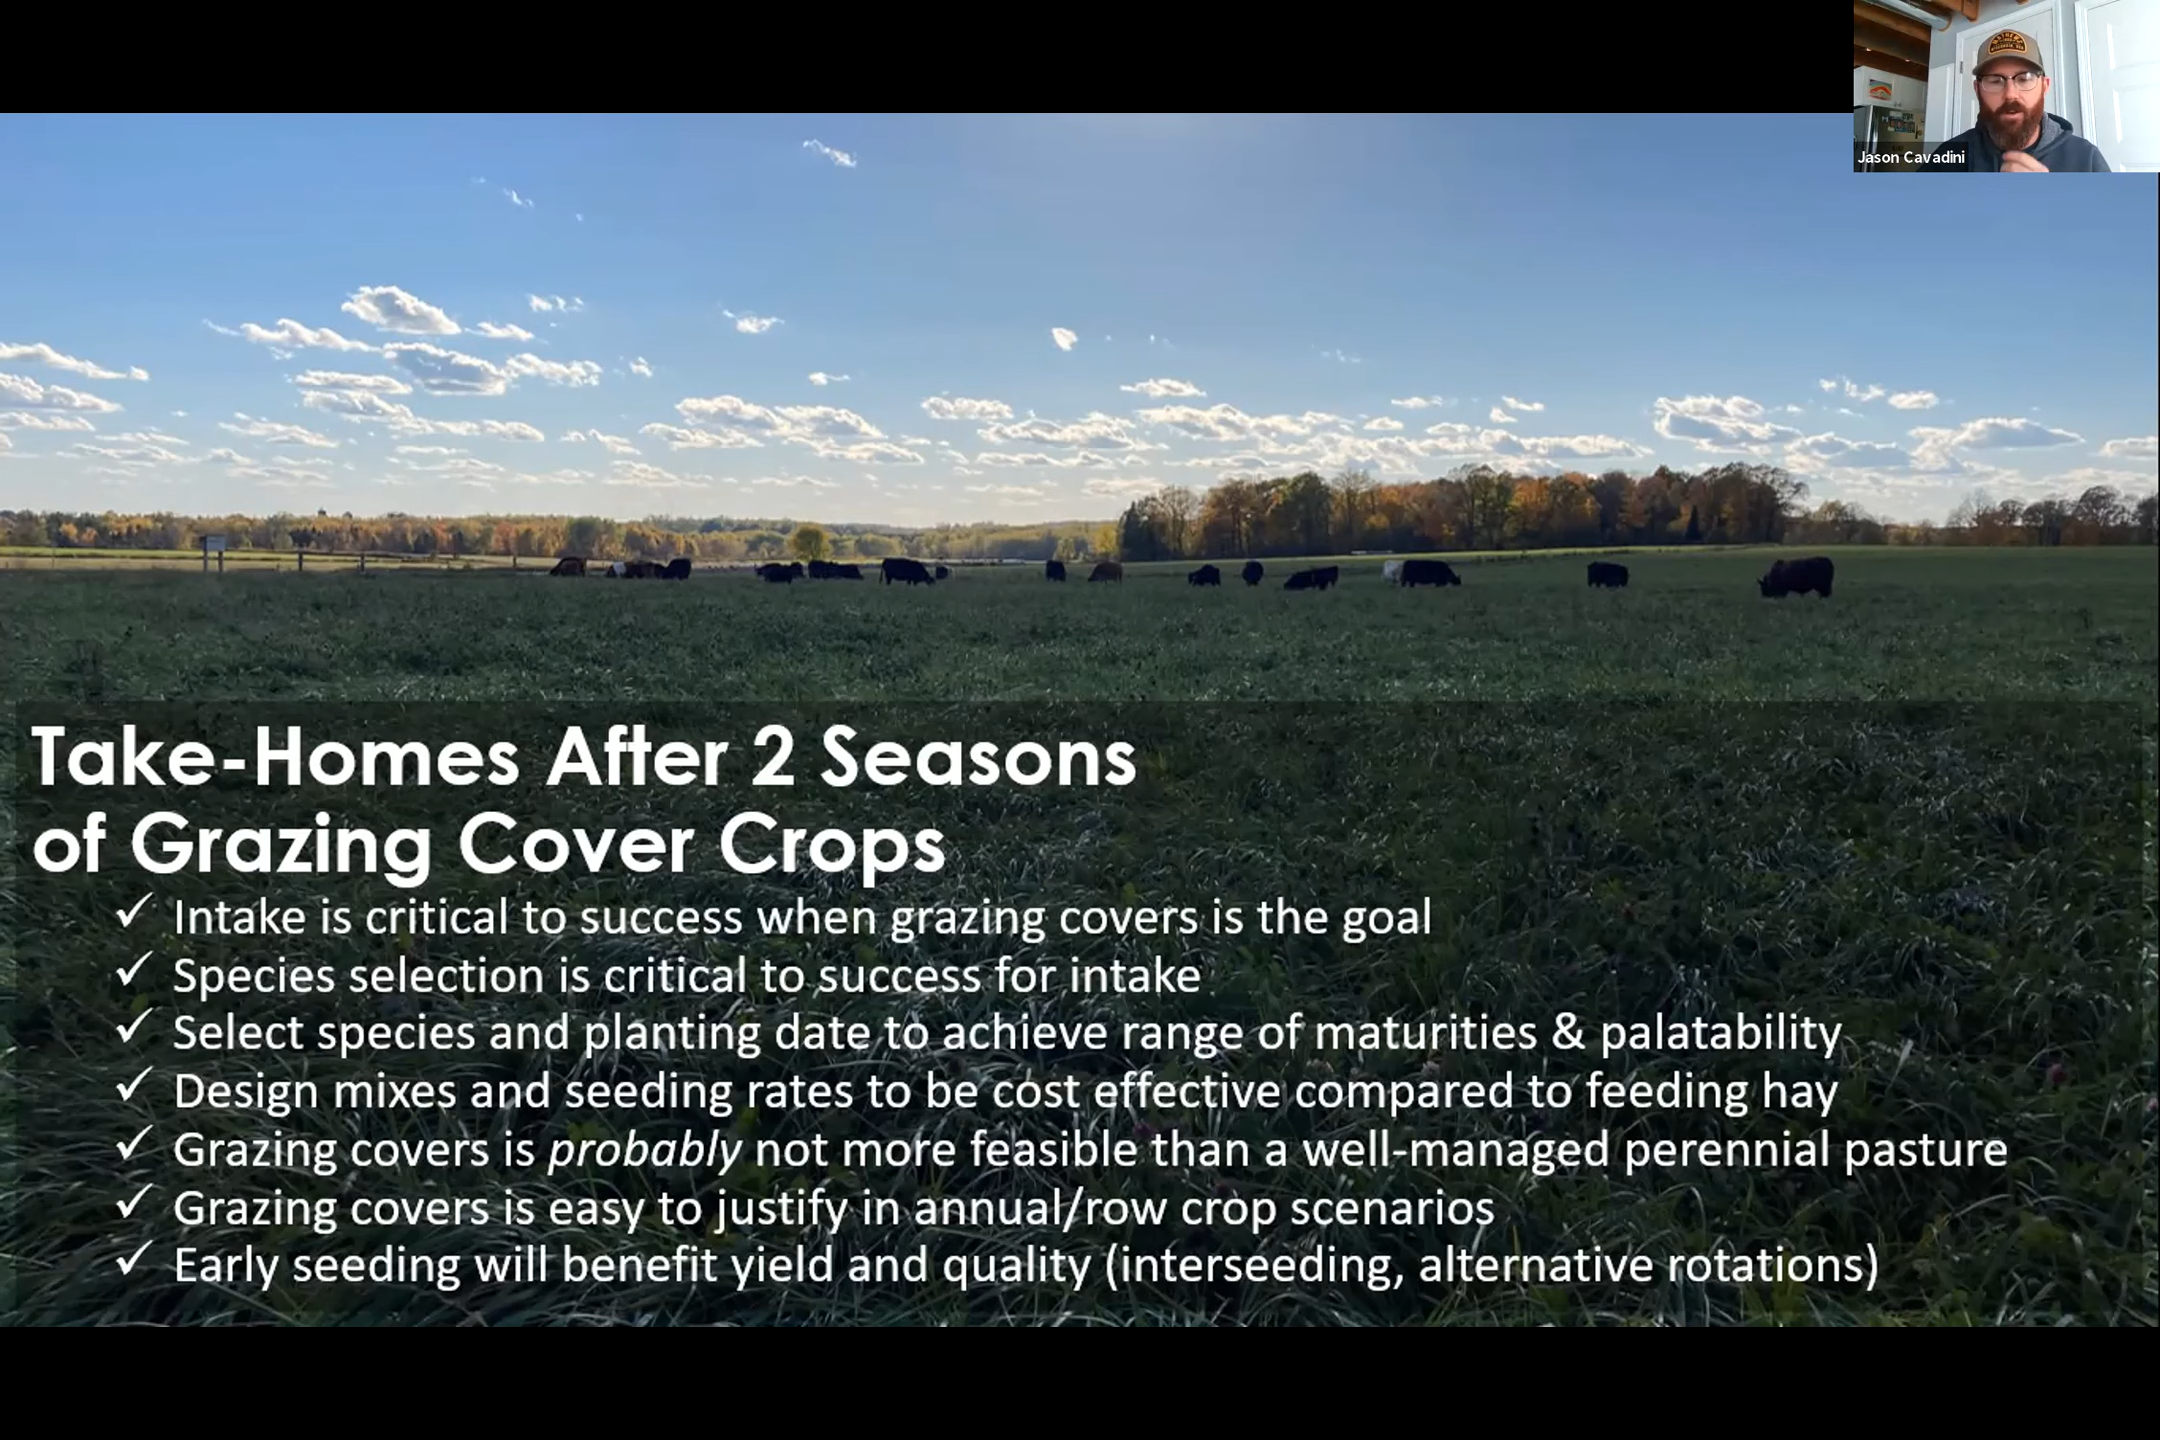 Jason Cavadini
Take-Homes After 2 Seasons
of Grazing Cover Crops
✓ Intake is critical to success when grazing covers is the goal
✓ Species selection is critical to success for intake
✓ Select species and planting date to achieve range of maturities & palatability
✓ Design mixes and seeding rates to be cost effective compared to feeding hay
✓ Grazing covers is probably not more feasible than a well-managed perennial pasture
✓ Grazing covers is easy to justify in annual/row crop scenarios
✓ Early seeding will benefit yield and quality (interseeding, alternative rotations)